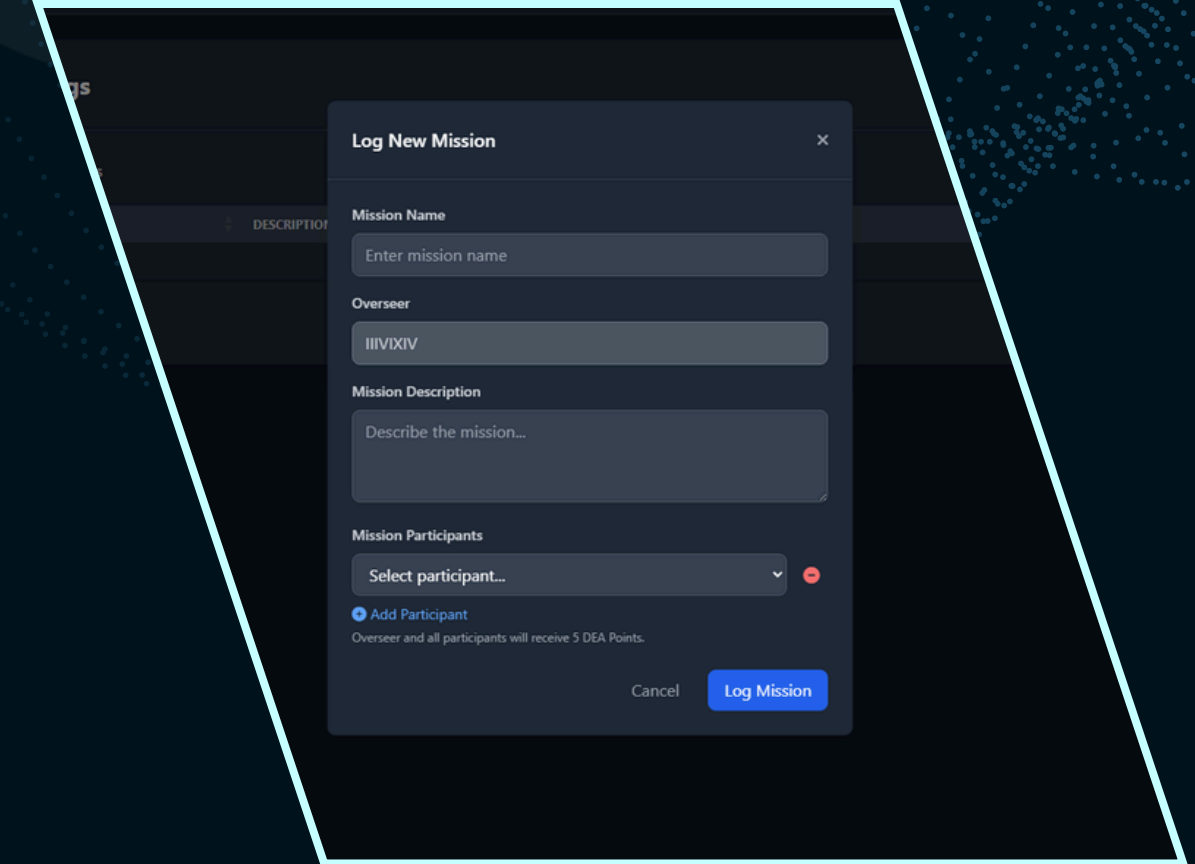 gs
Log New Mission
×
s
Mission Name
DESCRIPTION
Enter mission name
Overseer
IIIVIXIV
Mission Description
Describe the mission...
Mission Participants
Select participant...
Add Participant
Overseer and all participants will receive 5 DEA Points.
Cancel
Log Mission